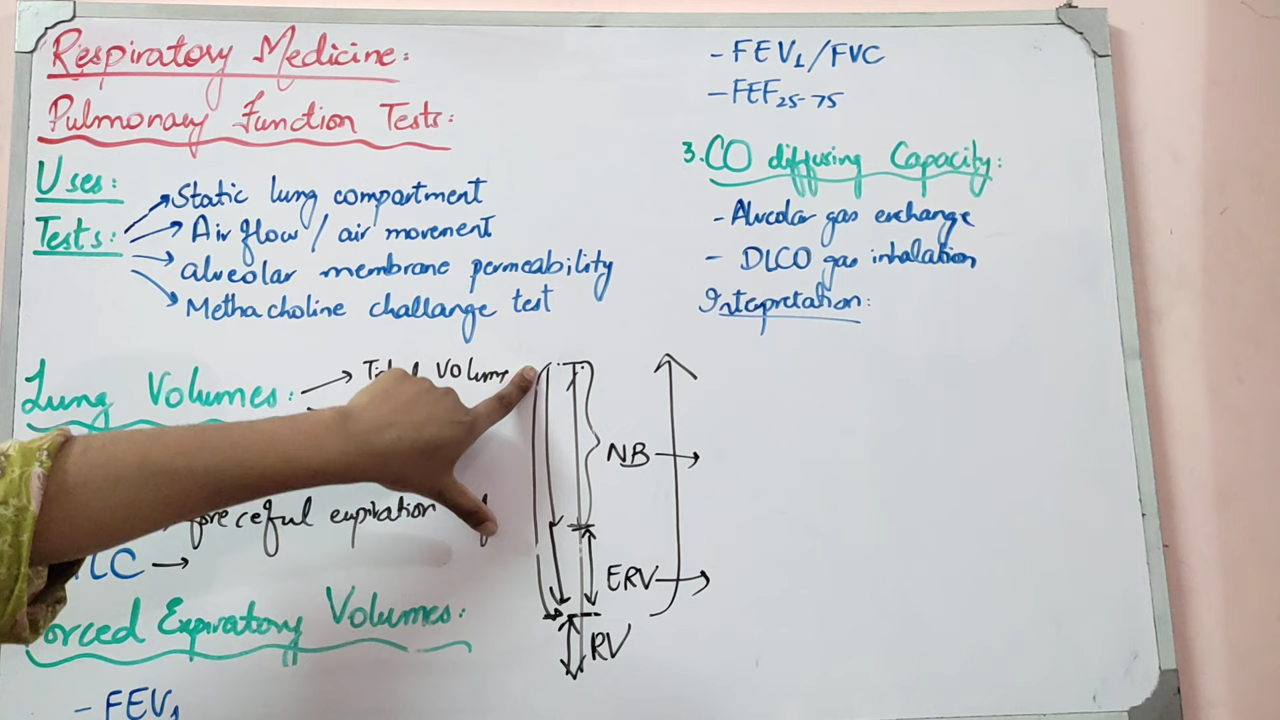 Respiratory Medicine:
Pulmonary Function Tests:
Uses:
Tests:
Static lung compartment
Air flow / air movement
alveolar membrane permeability
Methacholine challange test
Lung Volumes:
Volume
forceful expiration
TLC →
Forced Expiratory Volumes:
- FEV1
NB
ERV
RV
- FEV1/FVC
- FEF25-75
3. CO diffusing Capacity:
- Alveolar gas exchange
- DLCO gas inhalation
Interpretation: